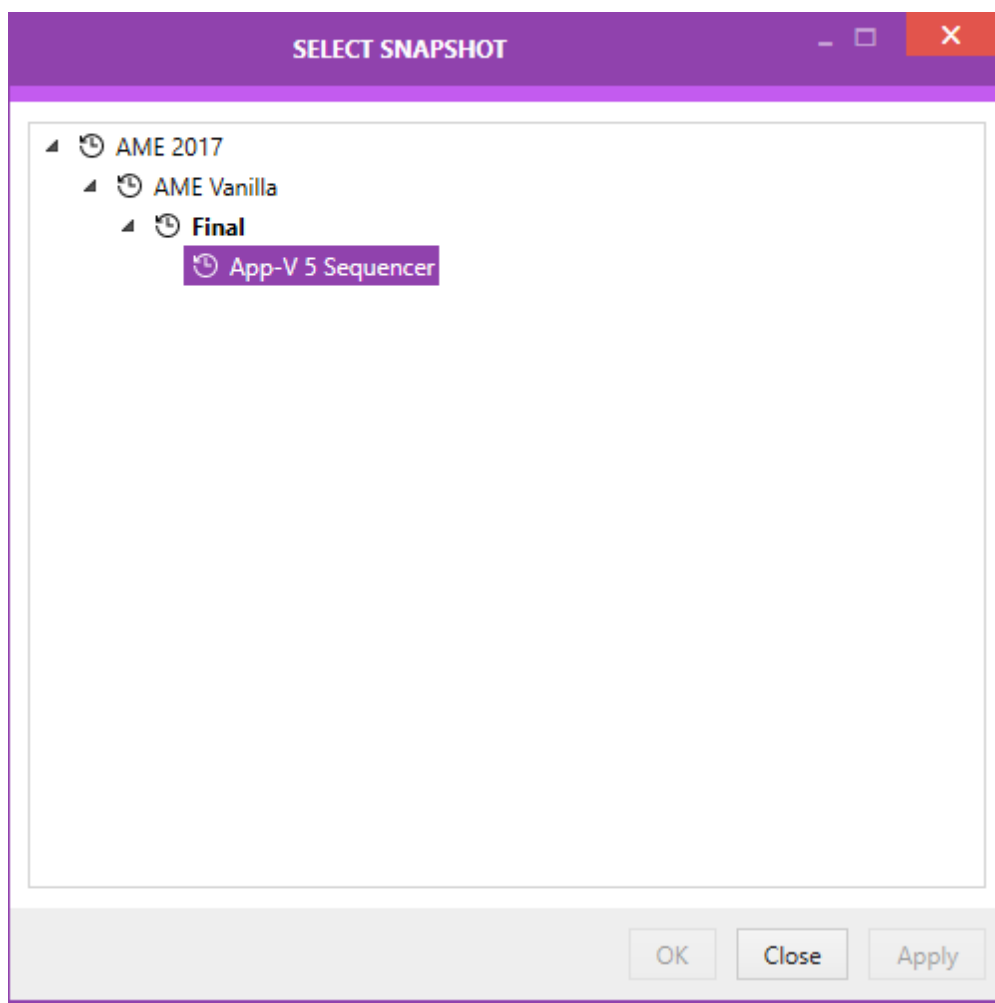 SELECT SNAPSHOT
AME 2017
AME Vanilla
Final
App-V 5 Sequencer
OK Close Apply